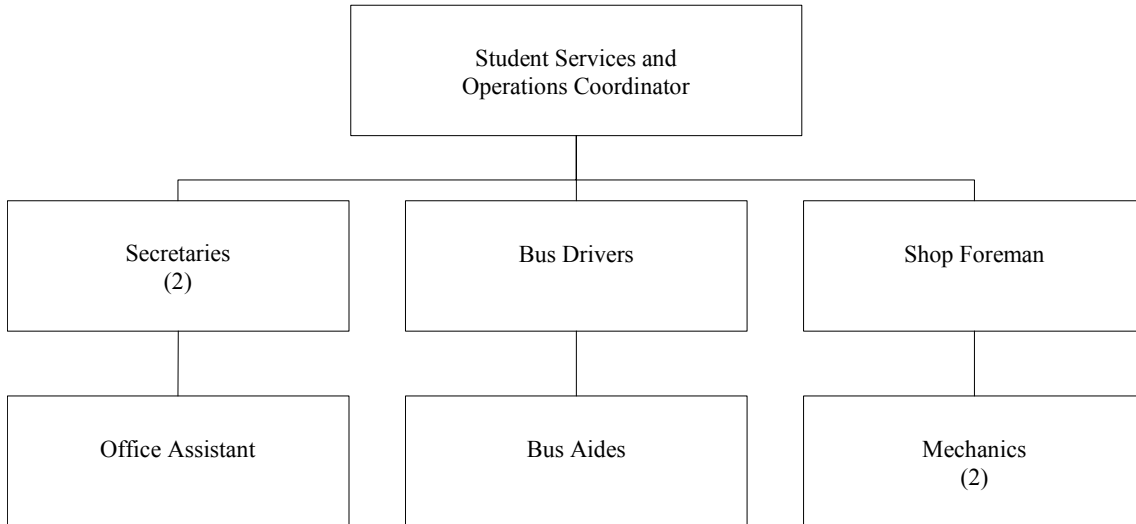 Student Services and
Operations Coordinator
Secretaries
(2)
Bus Drivers
Shop Foreman
Office Assistant
Bus Aides
Mechanics
(2)